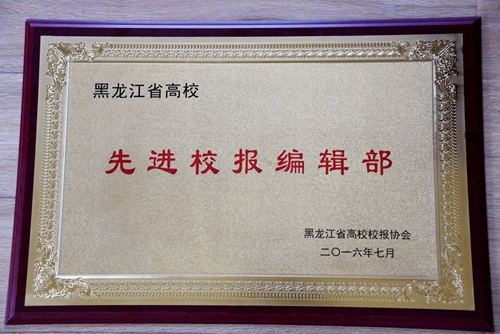 黑龙江省高校
先进校报编辑部
黑龙江省高校校报协会
二〇一六年七月